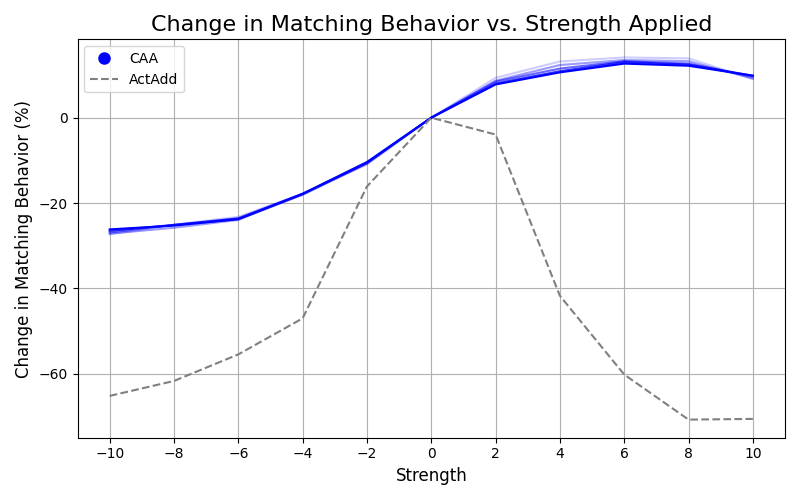 Change in Matching Behavior vs. Strength Applied
CAA
ActAdd
Change in Matching Behavior (%)
0
−20
−40
−60
−10 −8 −6 −4 −2 0 2 4 6 8 10
Strength